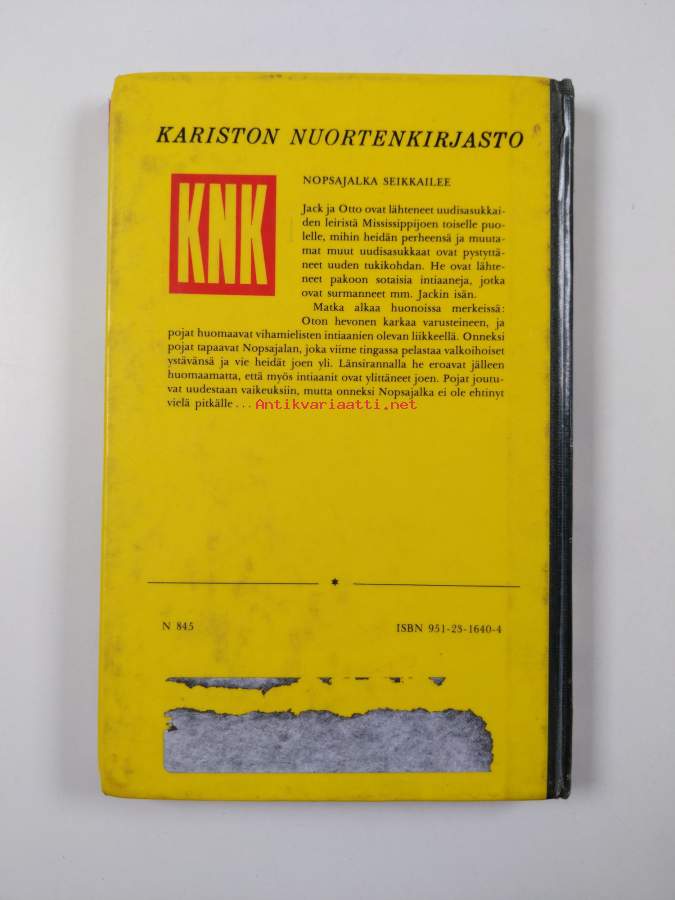 KARISTON NUORTENKIRJASTO
KNK
NOPSAJALKA SEIKKAILEE
Jack ja Otto ovat lähteneet uudisasukkai-
den leiristä Mississippijoen toiselle puo-
lelle, mihin heidän perheensä ja muuta-
mat muut uudisasukkaat ovat pystyttä-
neet uuden tukikohdan. He ovat lähte-
neet pakoon sotaisia intiaaneja, jotka
ovat surmanneet mm. Jackin isän.
Matka alkaa huonoissa merkeissä:
Oton hevonen karkaa varusteineen, ja
pojat huomaavat vihamielisten intiaanien olevan liikkeellä. Onneksi
pojat tapaavat Nopsajalan, joka viime tingassa pelastaa valkoihoiset
ystävänsä ja vie heidät joen yli. Länsirannalla he eroavat jälleen
huomaamatta, että myös intiaanit ovat ylittäneet joen. Pojat joutu-
vat uudestaan vaikeuksiin, mutta onneksi Nopsajalka ei ole ehtinyt
vielä pitkälle . . .
Antikvariaatti.net
N 845
ISBN 951-23-1640-4